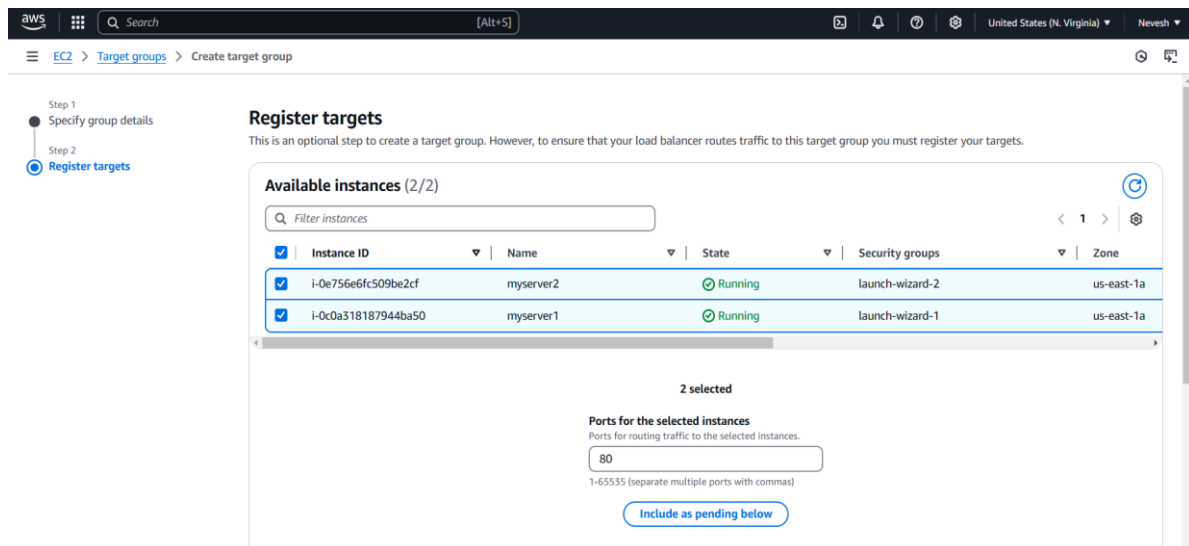 aws Search [Alt+S] United States (N. Virginia) Nevesh
EC2 > Target groups > Create target group
Step 1
Specify group details
Step 2
Register targets
Register targets
This is an optional step to create a target group. However, to ensure that your load balancer routes traffic to this target group you must register your targets.
Available instances (2/2)
Filter instances
1
Instance ID Name State Security groups Zone
i-0e756e6fc509be2cf myserver2 Running launch-wizard-2 us-east-1a
i-0c0a318187944ba50 myserver1 Running launch-wizard-1 us-east-1a
2 selected
Ports for the selected instances
Ports for routing traffic to the selected instances.
80
1-65535 (separate multiple ports with commas)
Include as pending below